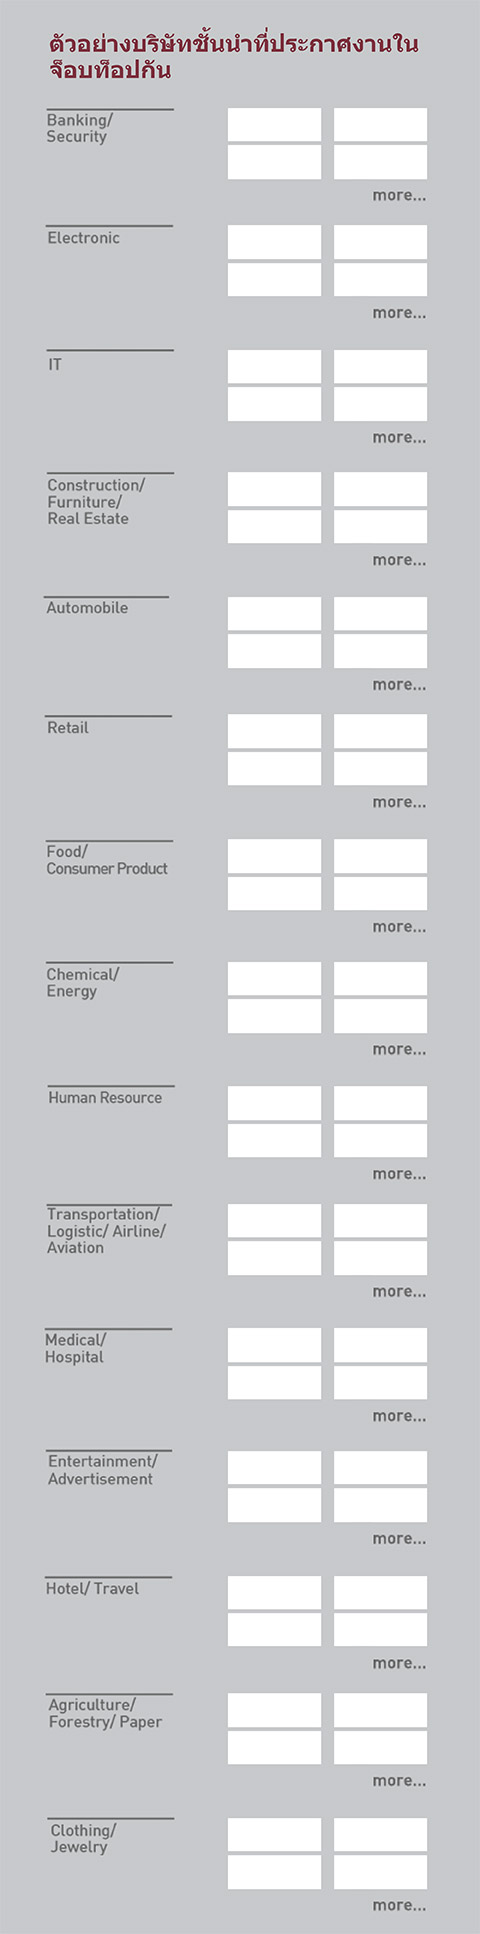 ตัวอย่างบริษัทชั้นนำที่ประกาศงานใน
จ็อบท็อปกัน
Banking/
Security
more...
Electronic
more...
IT
more...
Construction/
Furniture/
Real Estate
more...
Automobile
more...
Retail
more...
Food/
Consumer Product
more...
Chemical/
Energy
more...
Human Resource
more...
Transportation/
Logistic/ Airline/
Aviation
more...
Medical/
Hospital
more...
Entertainment/
Advertisement
more...
Hotel/ Travel
more...
Agriculture/
Forestry/ Paper
more...
Clothing/
Jewelry
more...